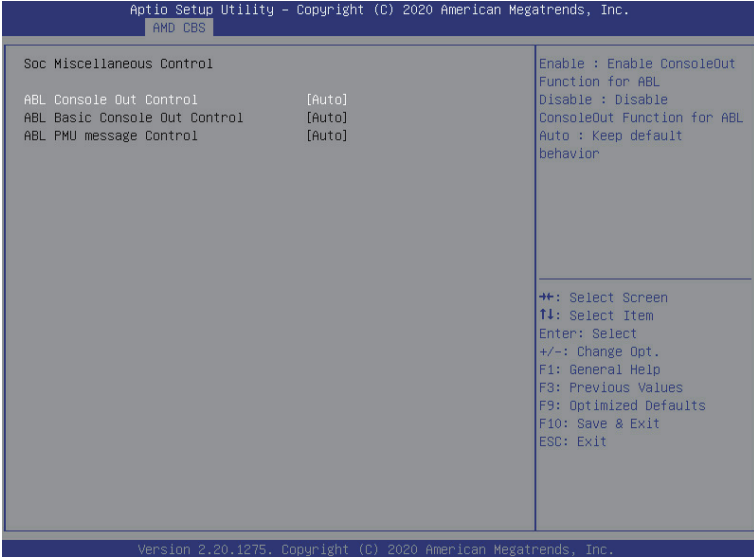 Aptio Setup Utility – Copyright (C) 2020 American Megatrends, Inc.
AMD CBS
Soc Miscellaneous Control
ABL Console Out Control [Auto]
ABL Basic Console Out Control [Auto]
ABL PMU message Control [Auto]
Enable : Enable ConsoleOut
Function for ABL
Disable : Disable
ConsoleOut Function for ABL
Auto : Keep default
behavior
→←: Select Screen
↑↓: Select Item
Enter: Select
+/-: Change Opt.
F1: General Help
F3: Previous Values
F9: Optimized Defaults
F10: Save & Exit
ESC: Exit
Version 2.20.1275. Copyright (C) 2020 American Megatrends, Inc.